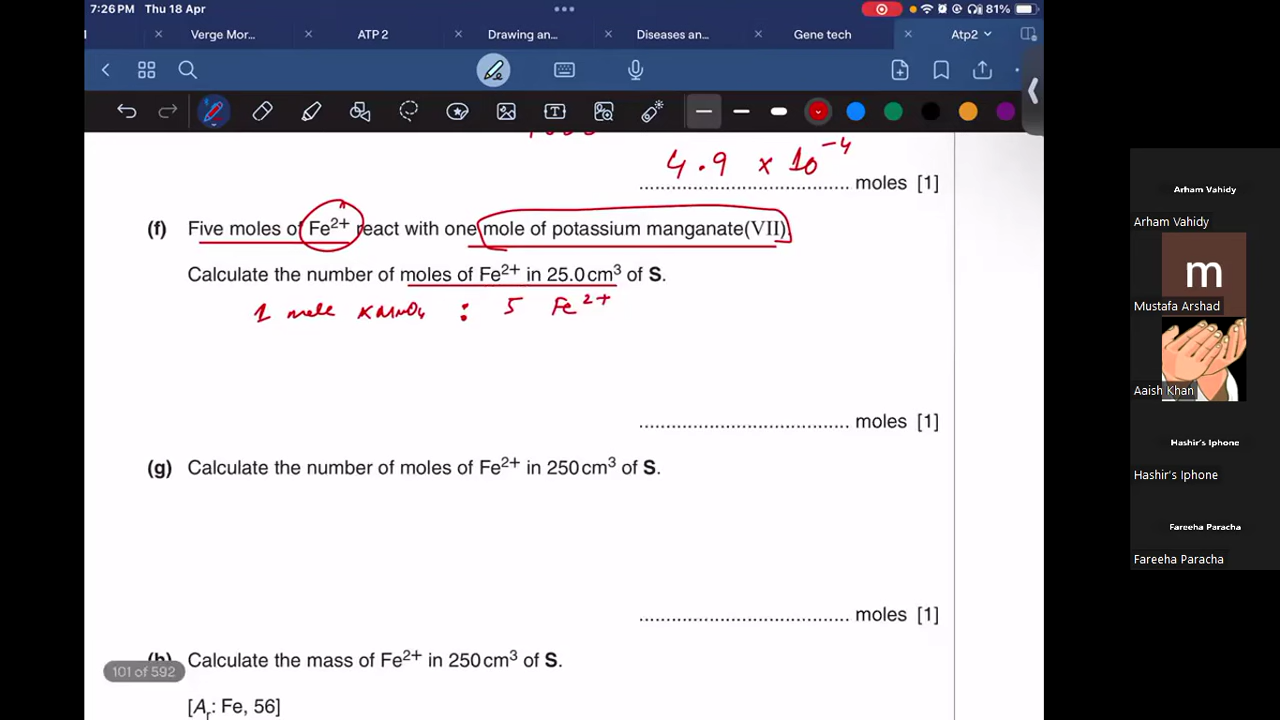 7:26 PM Thu 18 Apr
81%
Verge Mor...
ATP 2
Drawing an...
Diseases an...
Gene tech
Atp2
4.9 x 10⁻⁴
moles [1]
(f) Five moles of Fe²⁺ react with one mole of potassium manganate(VII).
Calculate the number of moles of Fe²⁺ in 25.0 cm³ of S.
1 mole KMnO₄ : 5 Fe²⁺
moles [1]
(g) Calculate the number of moles of Fe²⁺ in 250 cm³ of S.
moles [1]
(h) Calculate the mass of Fe²⁺ in 250 cm³ of S.
101 of 592
[Aᵣ: Fe, 56]
Arham Vahidy
Arham Vahidy
m
Mustafa Arshad
Aaish Khan
Hashir's Iphone
Hashir's Iphone
Fareeha Paracha
Fareeha Paracha